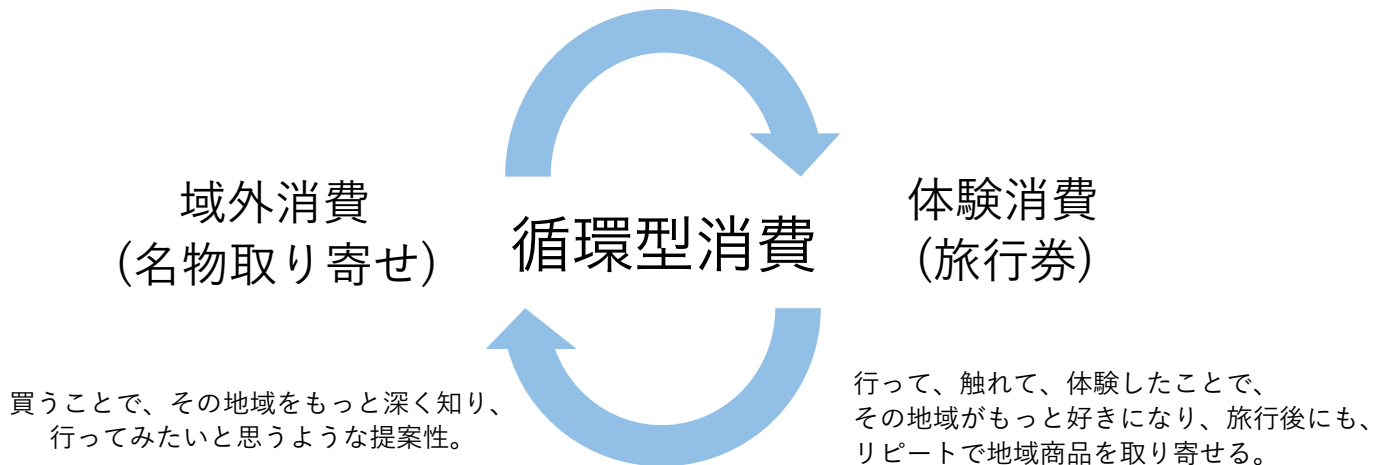 域外消費
(名物取り寄せ)
循環型消費
体験消費
(旅行券)
買うことで、その地域をもっと深く知り、
行ってみたいと思うような提案性。
行って、触れて、体験したことで、
その地域がもっと好きになり、旅行後にも、
リピートで地域商品を取り寄せる。